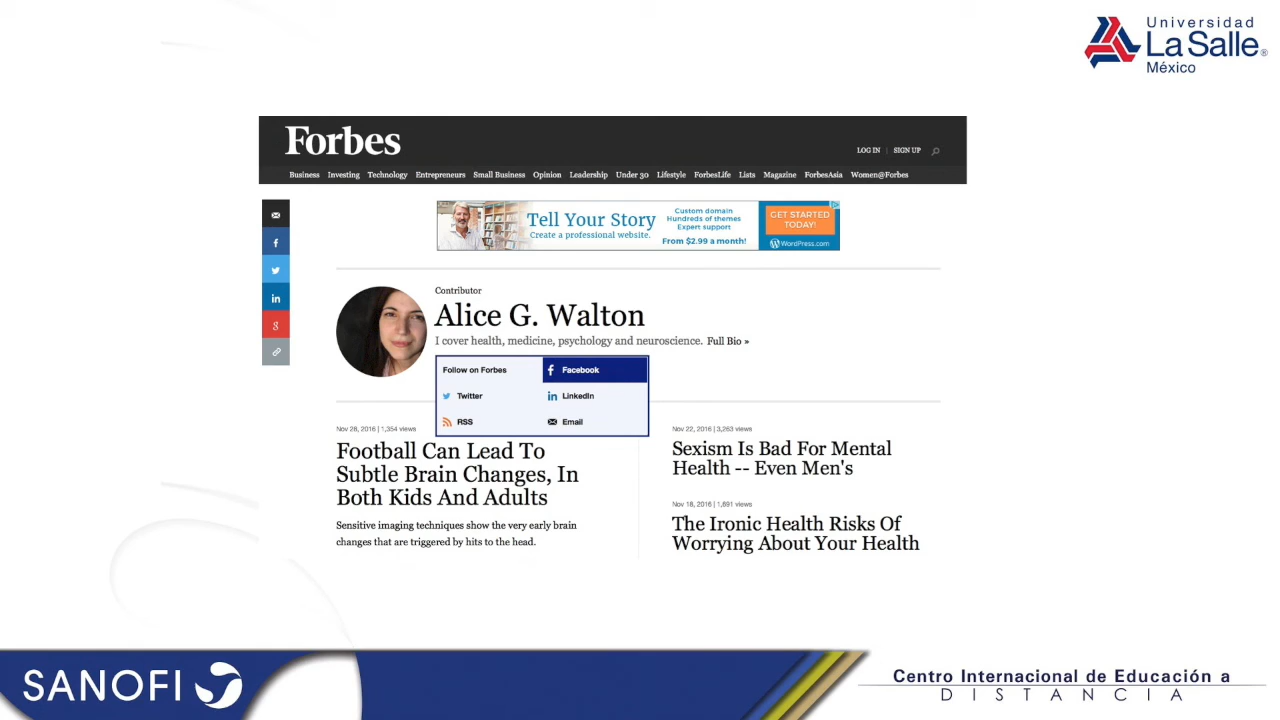 Universidad
La Salle®
México
Forbes
LOG IN | SIGN UP
Business Investing Technology Entrepreneurs Small Business Opinion Leadership Under 30 Lifestyle ForbesLife Lists Magazine ForbesAsia Women@Forbes
Tell Your Story
Create a professional website.
Custom domain
Hundreds of themes
Expert support
From $2.99 a month!
GET STARTED
TODAY!
WordPress.com
Contributor
Alice G. Walton
I cover health, medicine, psychology and neuroscience. Full Bio »
Follow on Forbes
Facebook
Twitter
LinkedIn
RSS
Email
Nov 28, 2016 | 1,354 views
Football Can Lead To
Subtle Brain Changes, In
Both Kids And Adults
Sensitive imaging techniques show the very early brain
changes that are triggered by hits to the head.
Nov 22, 2016 | 3,263 views
Sexism Is Bad For Mental
Health -- Even Men's
Nov 18, 2016 | 1,691 views
The Ironic Health Risks Of
Worrying About Your Health
SANOFI
Centro Internacional de Educación a
DISTANCIA